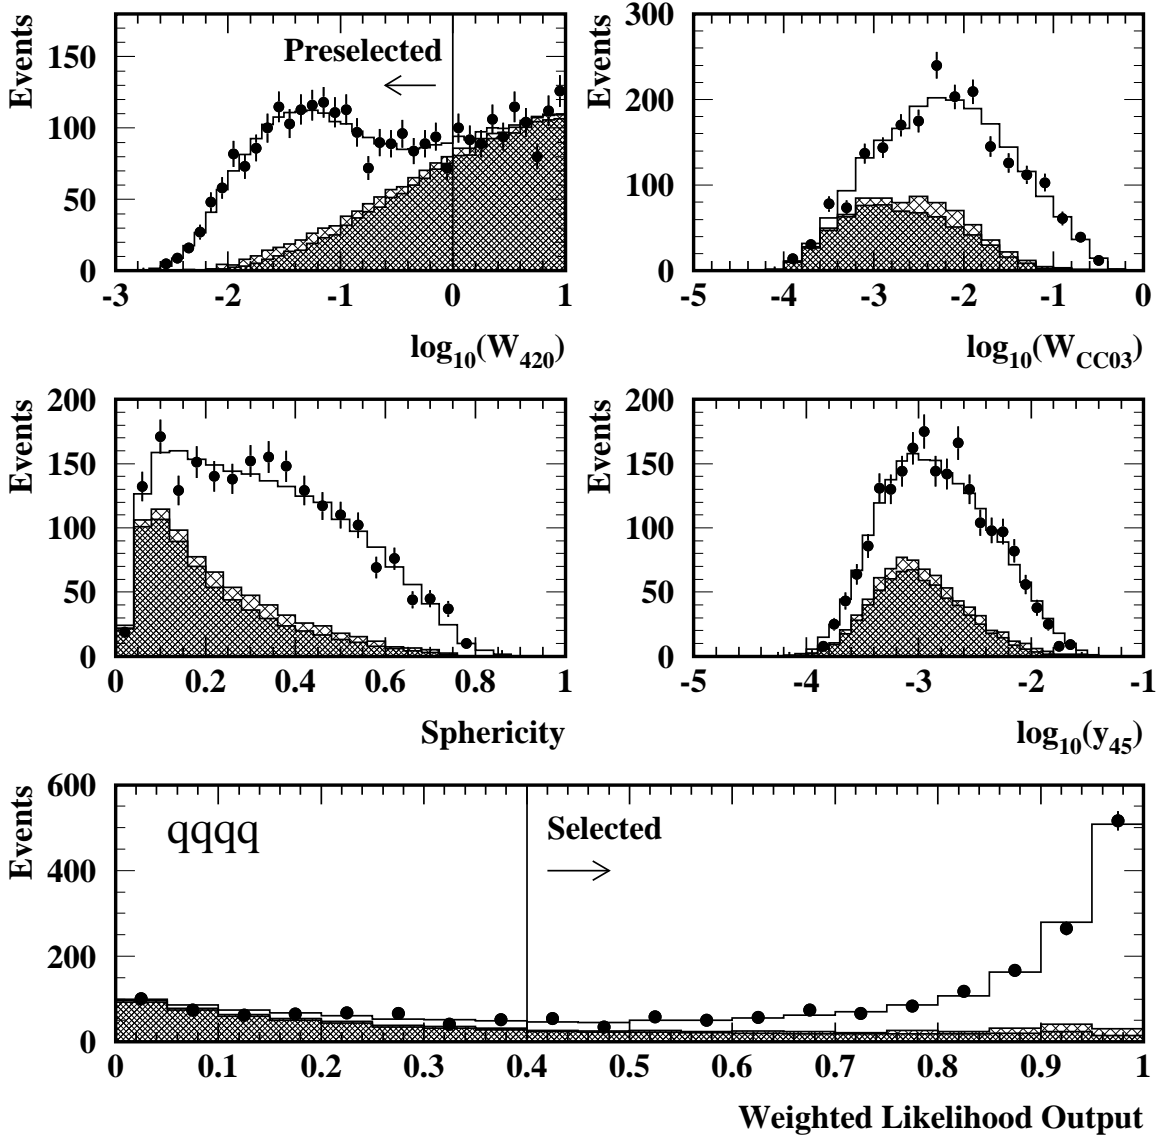 Events
150
100
50
0
Preselected
-3 -2 -1 0 1
log10(W420)
Events
300
200
100
0
-5 -4 -3 -2 -1 0
log10(WCC03)
Events
200
150
100
50
0
0 0.2 0.4 0.6 0.8 1
Sphericity
Events
200
150
100
50
0
-5 -4 -3 -2 -1
log10(y45)
Events
600
400
200
0
qqqq
Selected
0 0.1 0.2 0.3 0.4 0.5 0.6 0.7 0.8 0.9 1
Weighted Likelihood Output